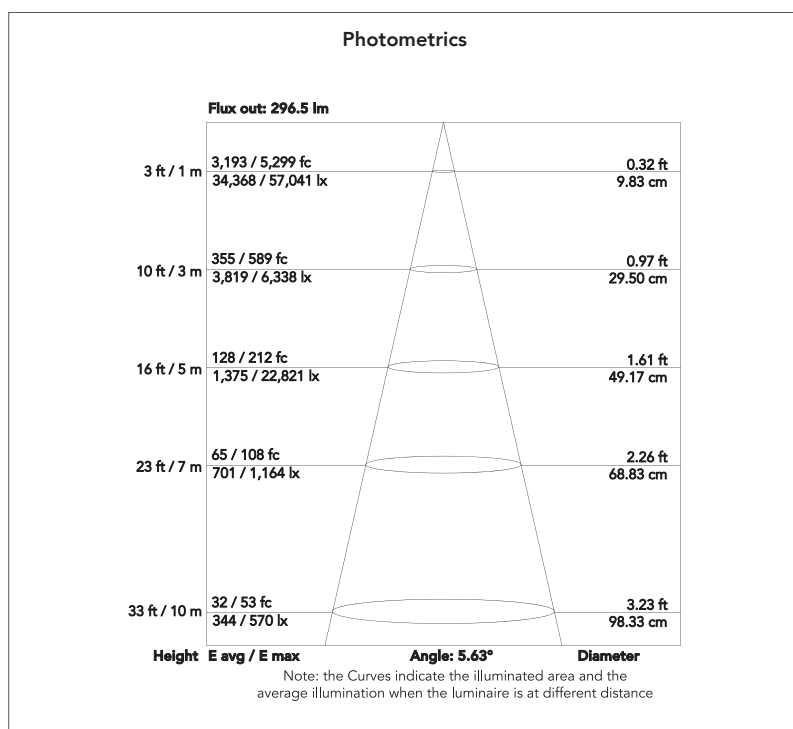 Photometrics
Flux out: 296.5 lm
3 ft / 1 m
3,193 / 5,299 fc
34,368 / 57,041 lx
0.32 ft
9.83 cm
10 ft / 3 m
355 / 589 fc
3,819 / 6,338 lx
0.97 ft
29.50 cm
16 ft / 5 m
128 / 212 fc
1,375 / 22,821 lx
1.61 ft
49.17 cm
23 ft / 7 m
65 / 108 fc
701 / 1,164 lx
2.26 ft
68.83 cm
33 ft / 10 m
32 / 53 fc
344 / 570 lx
3.23 ft
98.33 cm
Height E avg / E max Angle: 5.63° Diameter
Note: the Curves indicate the illuminated area and the
average illumination when the luminaire is at different distance